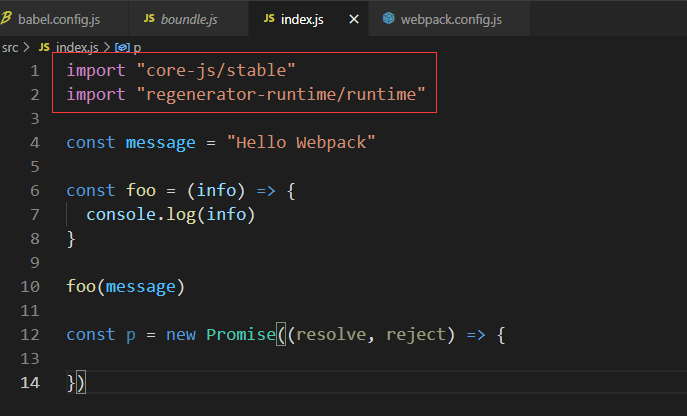 babel.config.js JS boundle.js JS index.js × webpack.config.js
src > JS index.js > p
1 import "core-js/stable"
2 import "regenerator-runtime/runtime"
3
4 const message = "Hello Webpack"
5
6 const foo = (info) => {
7 console.log(info)
8 }
9
10 foo(message)
11
12 const p = new Promise((resolve, reject) => {
13
14 })